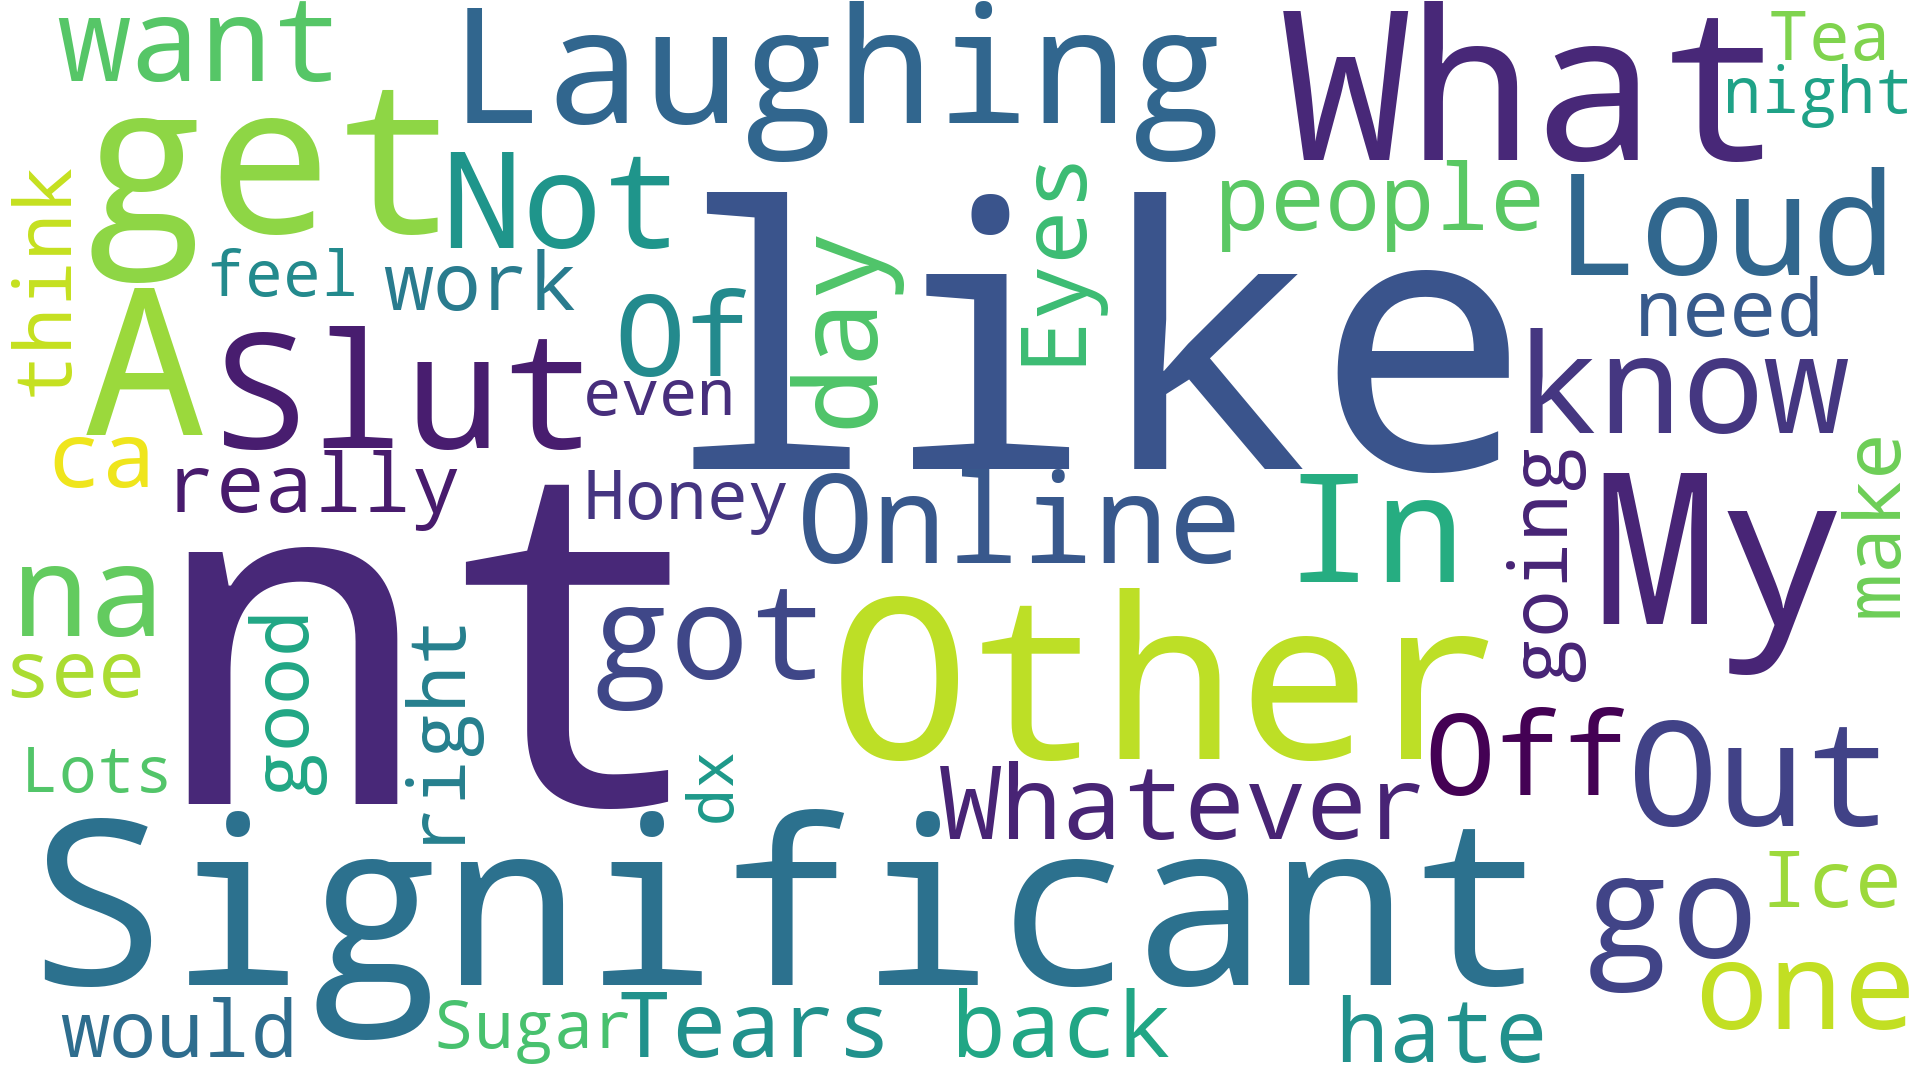 want
Laughing
What
Tea
night
get
Not
Eyes
people
Loud
think
feel
work
like
day
need
A
Slut
Of
even
know
ca
really
Honey
Online
In
going
My
make
na
nt
got
Other
see
good
right
Lots
dx
Whatever
Off
Out
Significant
go
Ice
one
would
Sugar
Tears
back
hate